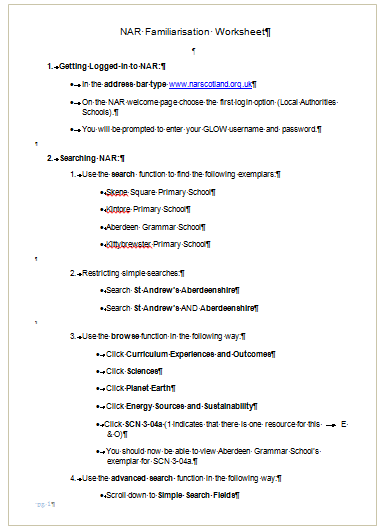 NAR Familiarisation Worksheet¶
¶
1. Getting Logged in to NAR:¶
• In the address bar type www.narscotland.org.uk¶
• On the NAR welcome page choose the first login option (Local Authorities
Schools).¶
• You will be prompted to enter your GLOW username and password.¶
¶
2. Searching NAR:¶
1. Use the search function to find the following exemplars:
• Skene Square Primary School¶
• Kintore Primary School¶
• Aberdeen Grammar School¶
• Kittybrewster Primary School¶
¶
2. Restricting simple searches:¶
• Search St Andrew's Aberdeenshire¶
• Search St Andrew's AND Aberdeenshire¶
¶
3. Use the browse function in the following way:¶
• Click Curriculum Experiences and Outcomes¶
• Click Sciences¶
• Click Planet Earth¶
• Click Energy Sources and Sustainability¶
• Click SCN 3-04a (1 indicates that there is one resource for this → E
& O)¶
• You should now be able to view Aberdeen Grammar School's
exemplar for SCN 3-04a.¶
4. Use the advanced search function in the following way:¶
• Scroll down to Simple Search Fields¶
pg. 1¶